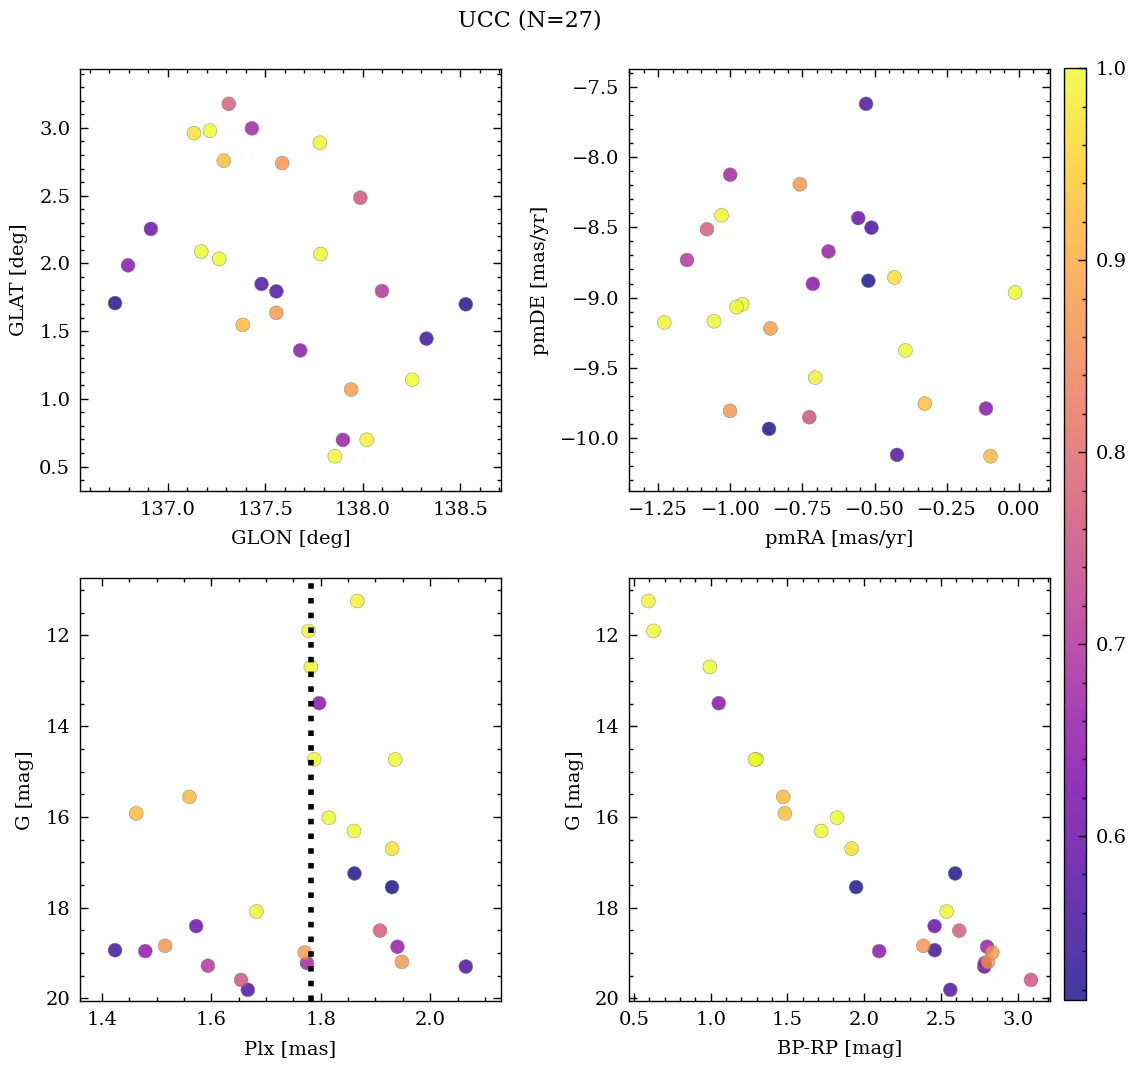 UCC (N=27)
3.0
2.5
2.0
1.5
1.0
0.5
GLAT [deg]
137.0 137.5 138.0 138.5
GLON [deg]
−7.5
−8.0
−8.5
−9.0
−9.5
−10.0
pmDE [mas/yr]
−1.25 −1.00 −0.75 −0.50 −0.25 0.00
pmRA [mas/yr]
1.0
0.9
0.8
0.7
0.6
12
14
16
18
20
G [mag]
1.4 1.6 1.8 2.0
Plx [mas]
12
14
16
18
20
G [mag]
0.5 1.0 1.5 2.0 2.5 3.0
BP-RP [mag]